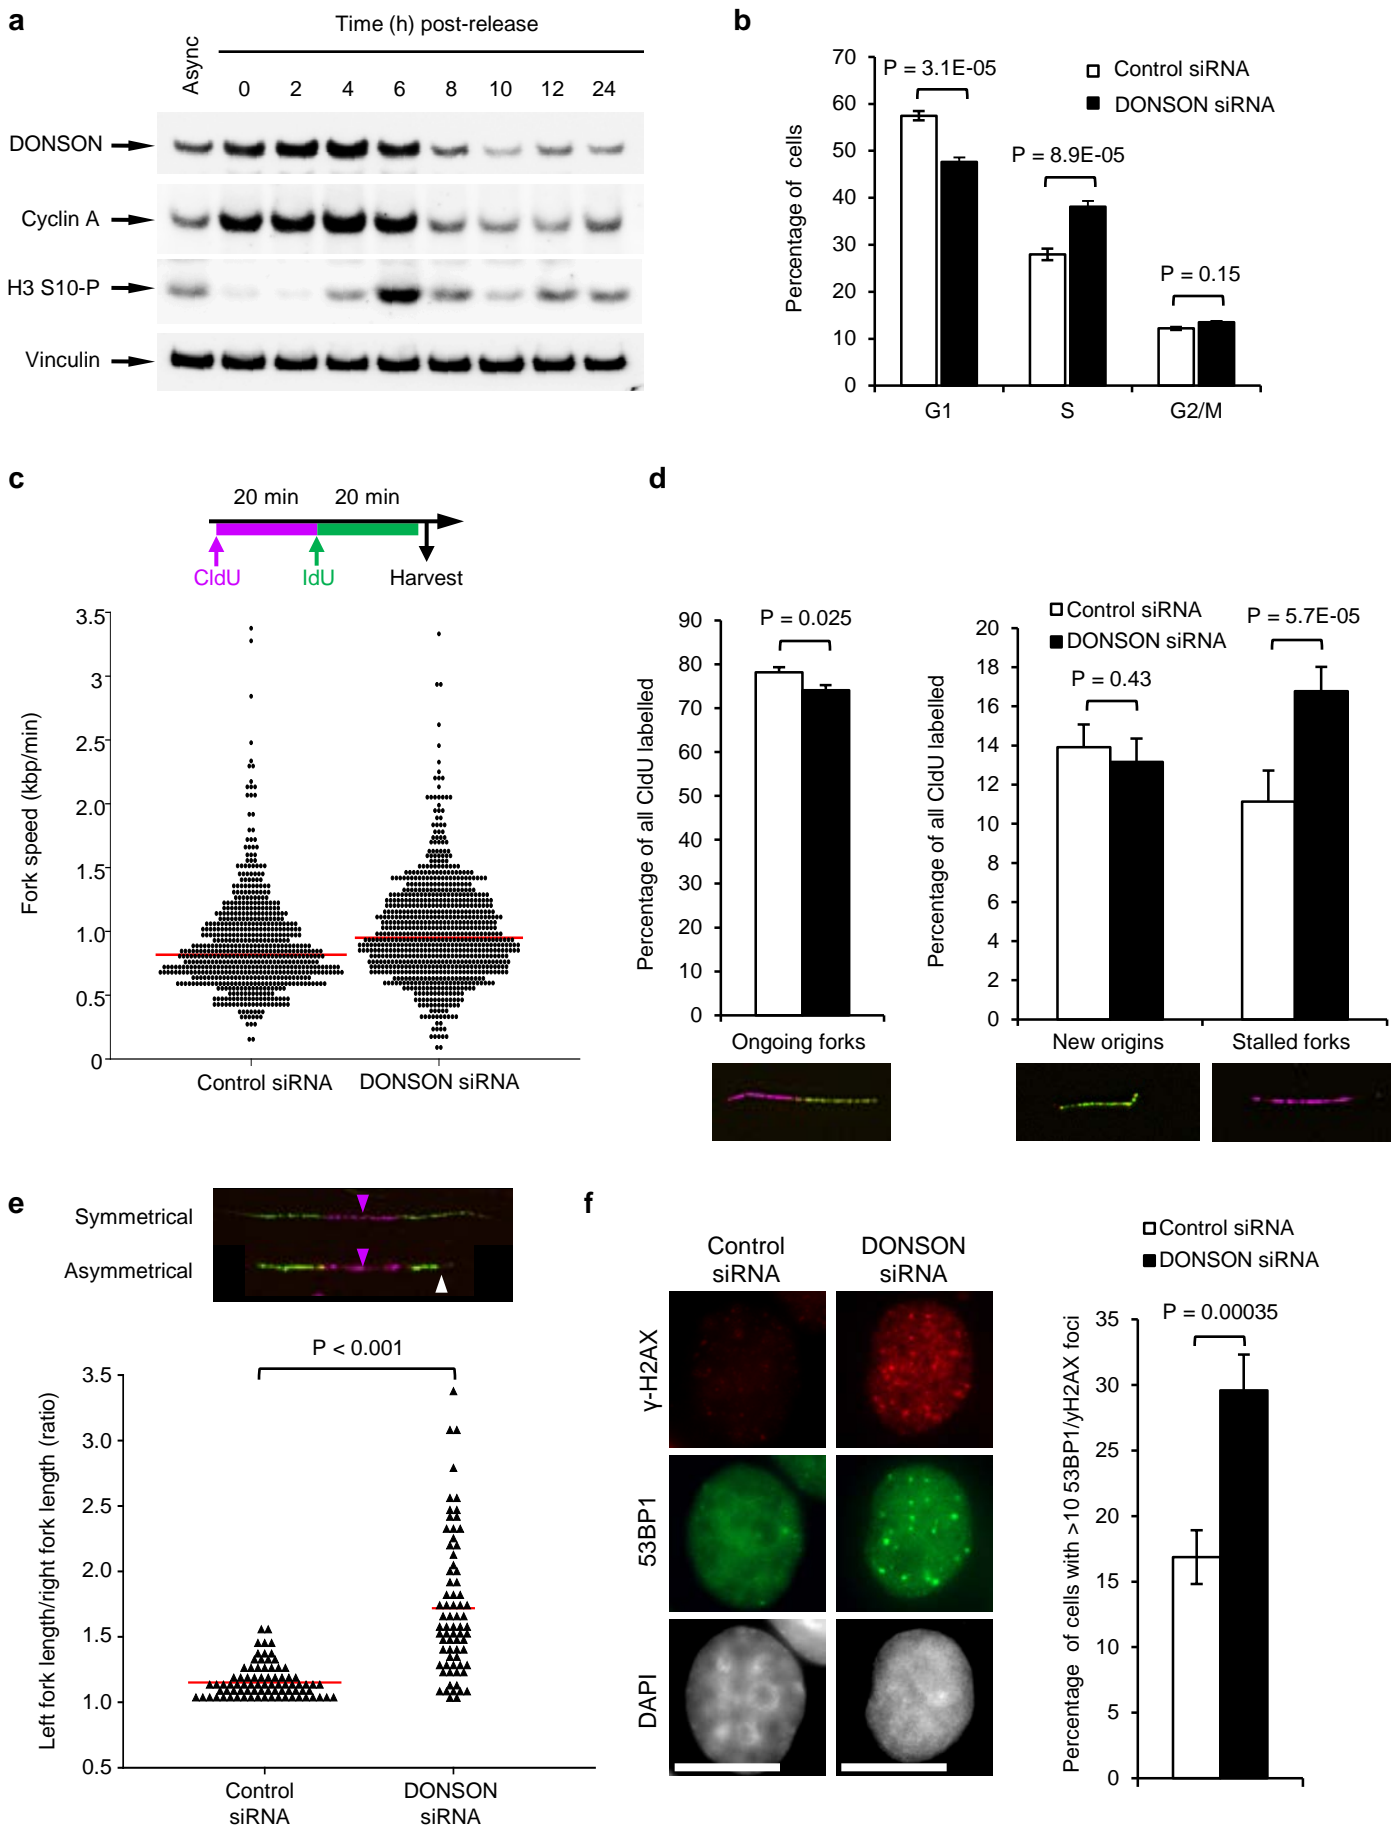 a
Time (h) post-release
Async
0 2 4 6 8 10 12 24
DONSON
Cyclin A
H3 S10-P
Vinculin
b
Control siRNA
DONSON siRNA
P = 3.1E-05
P = 8.9E-05
P = 0.15
Percentage of cells
70
60
50
40
30
20
10
0
G1 S G2/M
c
20 min 20 min
CldU IdU Harvest
Fork speed (kbp/min)
3.5
3
2.5
2.0
1.5
1.0
0.5
0
Control siRNA DONSON siRNA
d
P = 0.025
Percentage of all CldU labelled
90
80
70
60
50
40
30
20
10
0
Ongoing forks
Control siRNA
DONSON siRNA
P = 5.7E-05
P = 0.43
Percentage of all CldU labelled
20
18
16
14
12
10
8
6
4
2
0
New origins Stalled forks
e
Symmetrical
Asymmetrical
P < 0.001
Left fork length/right fork length (ratio)
3.5
3.0
2.5
2.0
1.5
1.0
0.5
Control
siRNA
DONSON
siRNA
f
Control
siRNA
DONSON
siRNA
γ-H2AX
53BP1
DAPI
Control siRNA
DONSON siRNA
P = 0.00035
Percentage of cells with >10 53BP1/yH2AX foci
35
30
25
20
15
10
5
0